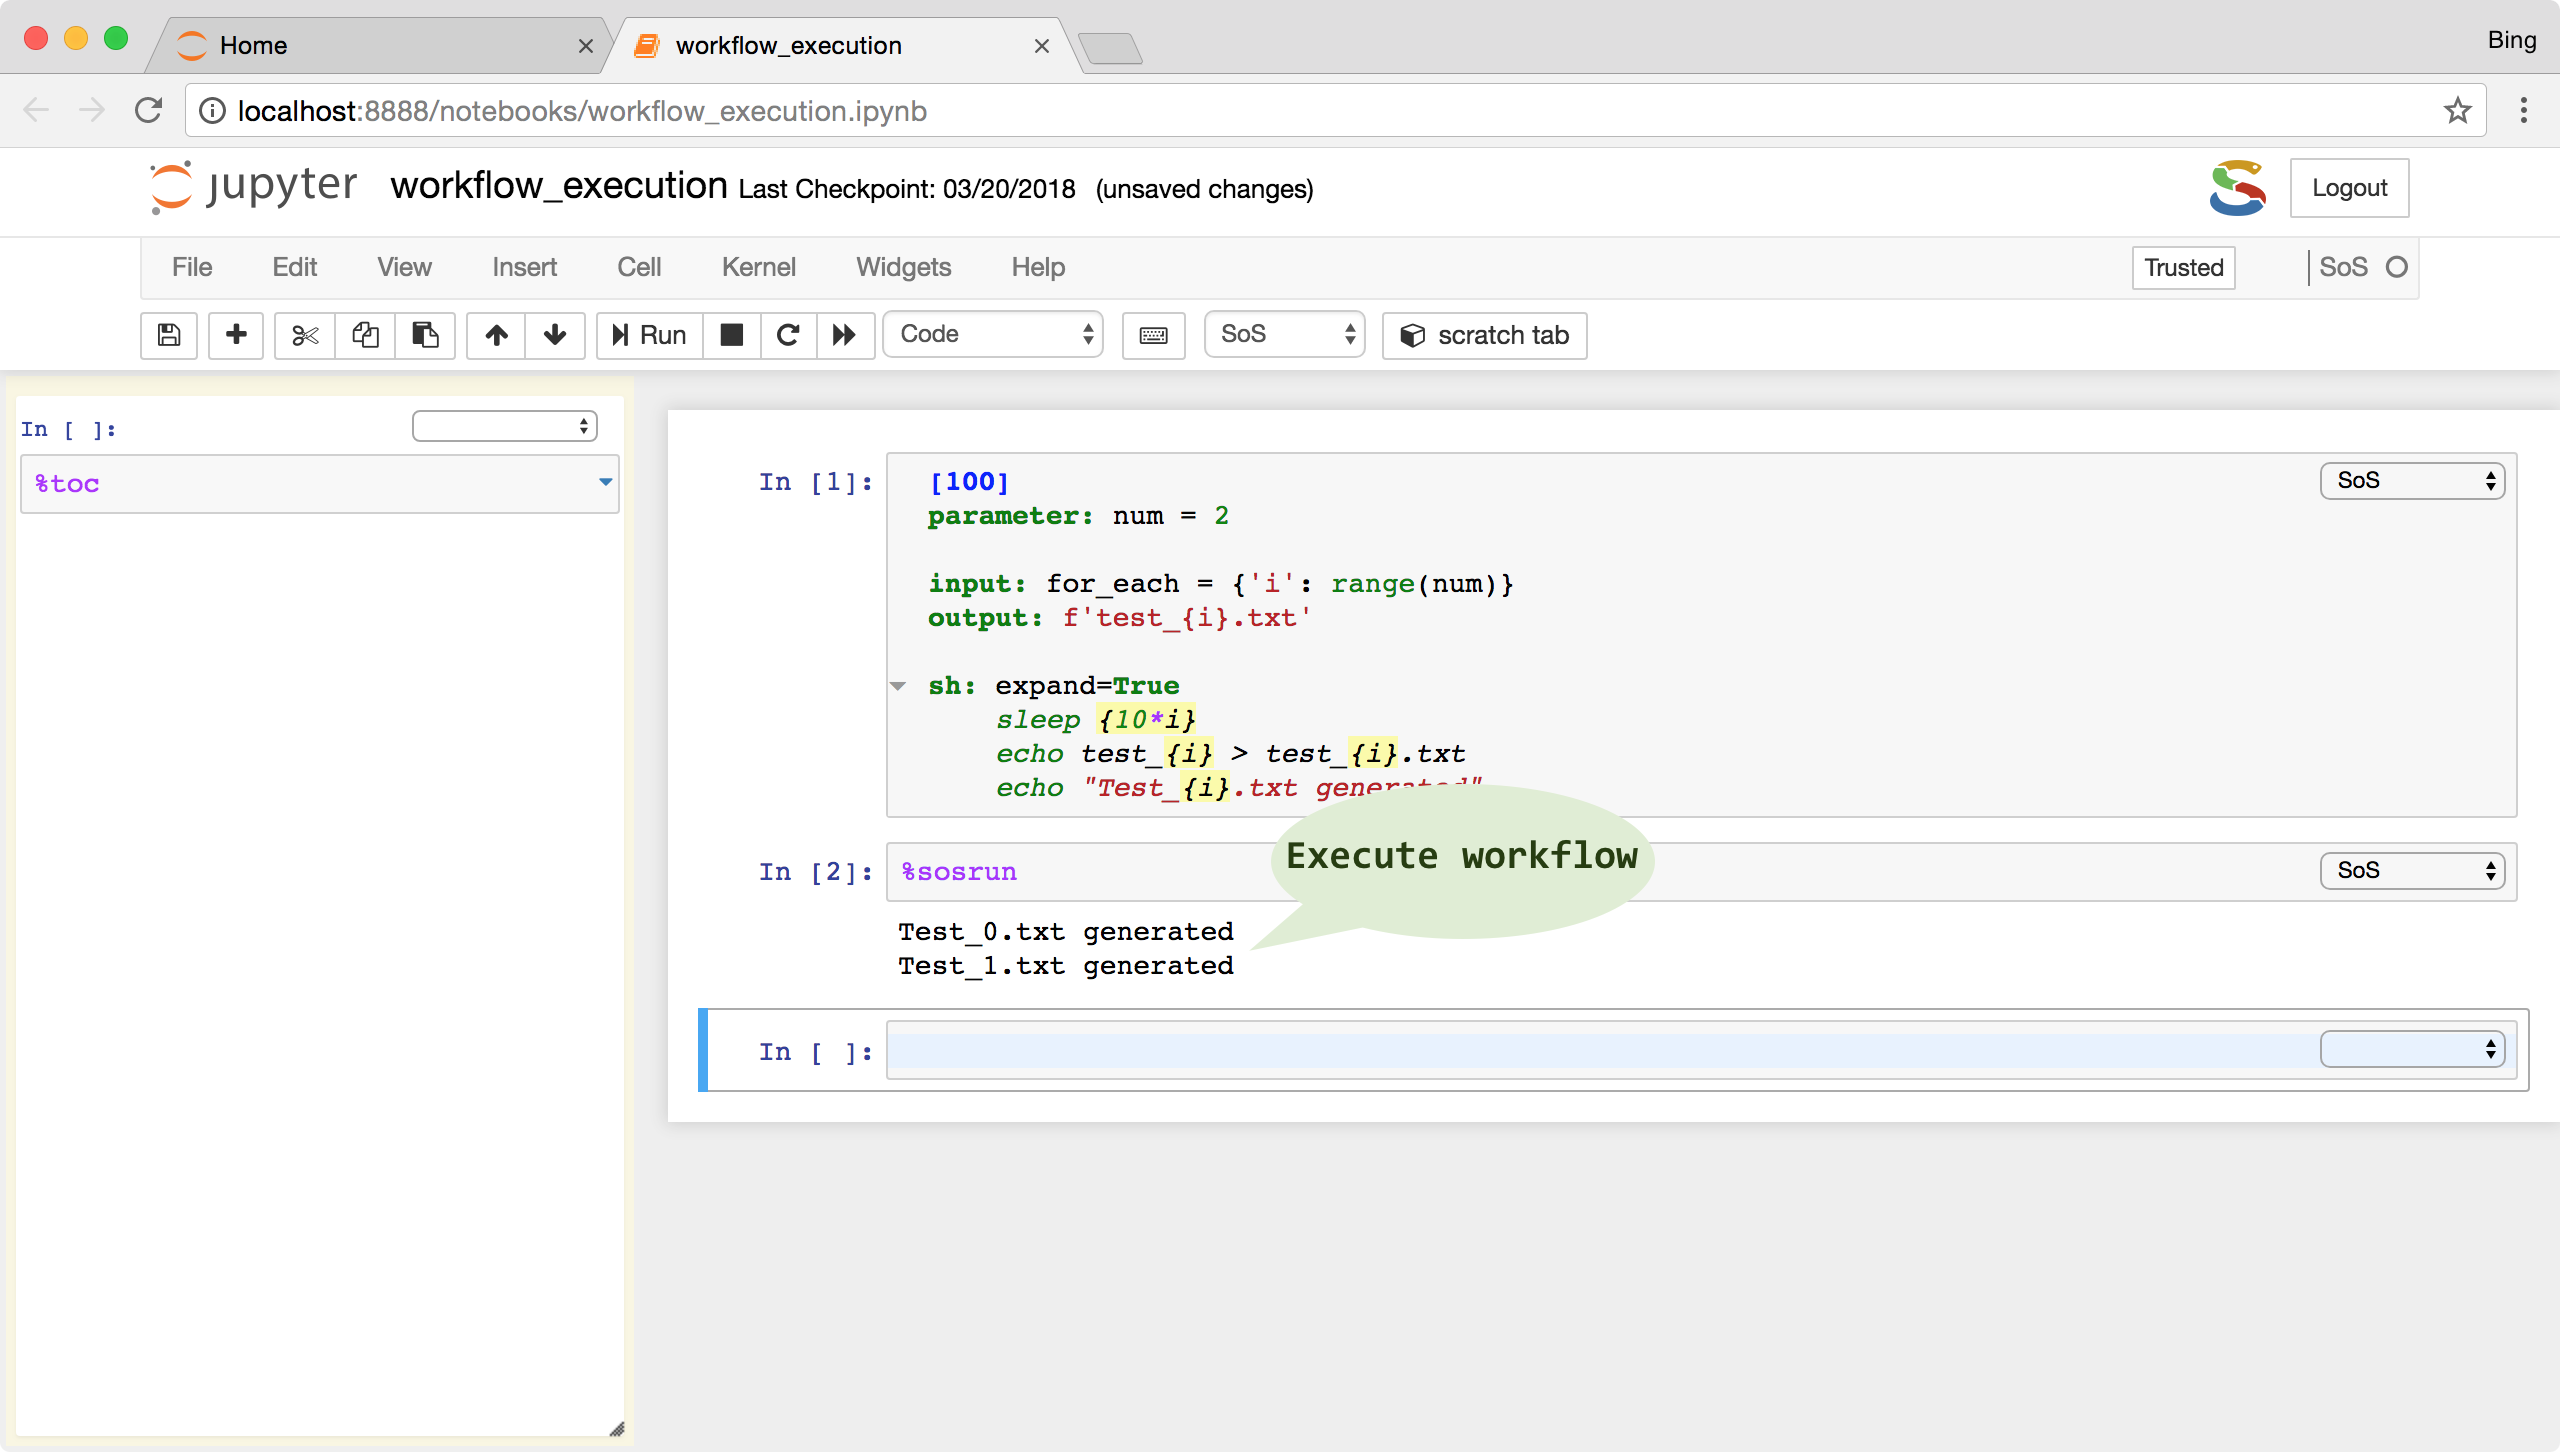 Home
workflow_execution
Bing
localhost:8888/notebooks/workflow_execution.ipynb
jupyter workflow_execution Last Checkpoint: 03/20/2018 (unsaved changes)
Logout
File Edit View Insert Cell Kernel Widgets Help
Trusted
SoS
Run
Code
SoS
scratch tab
In [ ]:
%toc
In [1]:
[100]
SoS
parameter: num = 2
input: for_each = {'i': range(num)}
output: f'test_{i}.txt'
sh: expand=True
sleep {10*i}
echo test_{i} > test_{i}.txt
echo "Test_{i}.txt generated"
Execute workflow
In [2]:
%sosrun
SoS
Test_0.txt generated
Test_1.txt generated
In [ ]: